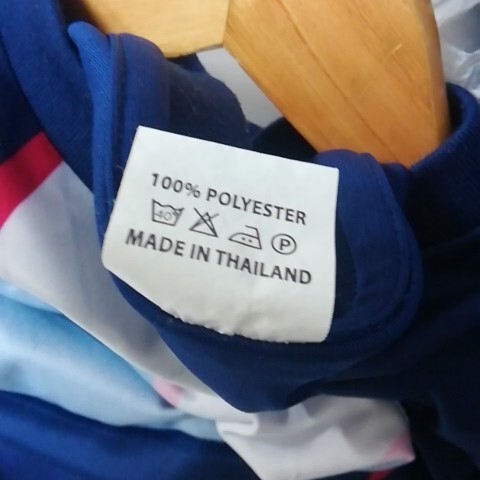 100% POLYESTER
40° P
MADE IN THAILAND